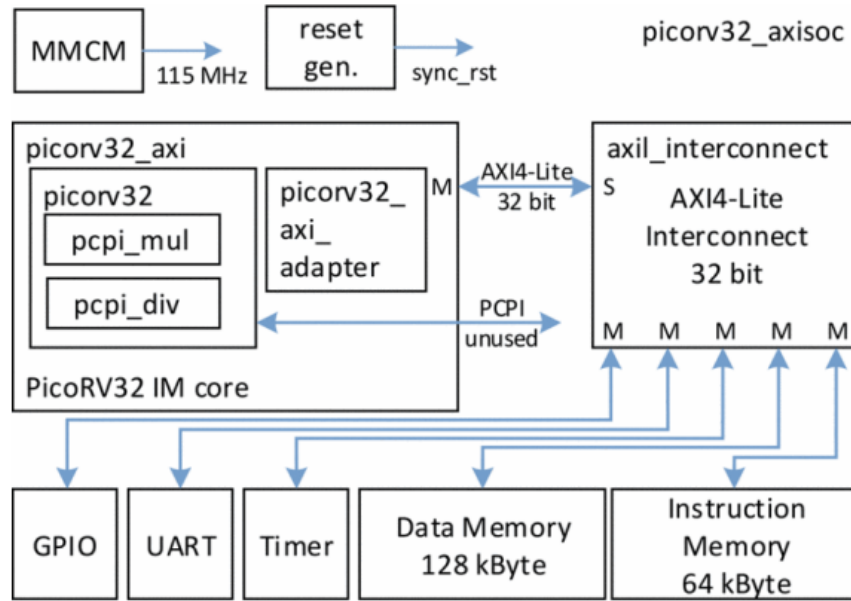 MMCM
115 MHz
reset
gen.
sync_rst
picorv32_axisoc
picorv32_axi
picorv32
pcpi_mul
pcpi_div
picorv32_
axi_
adapter
M
AXI4-Lite
32 bit
PCPI
unused
PicoRV32 IM core
axil_interconnect
S
AXI4-Lite
Interconnect
32 bit
M M M M M
GPIO
UART
Timer
Data Memory
128 kByte
Instruction
Memory
64 kByte